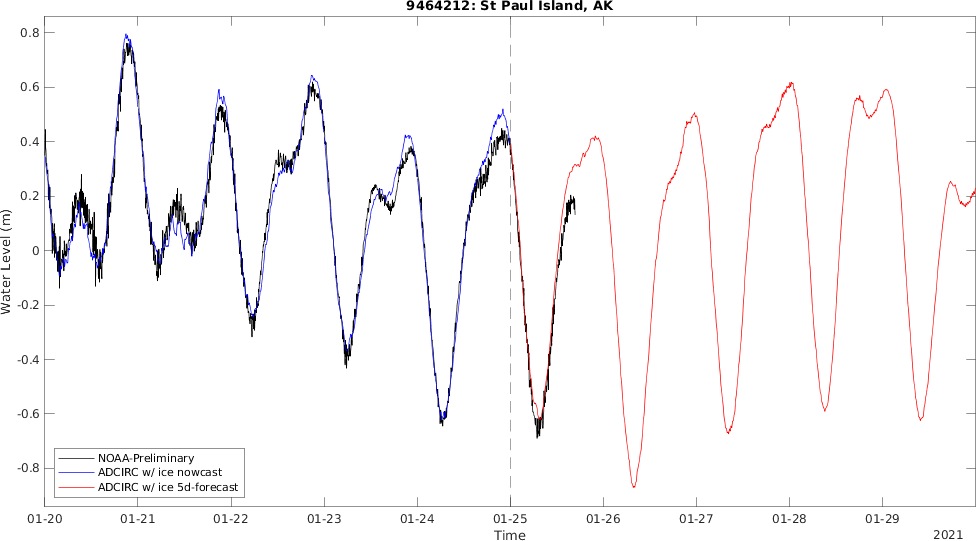 9464212: St Paul Island, AK
0.8
0.6
0.4
0.2
0
-0.2
-0.4
-0.6
-0.8
Water Level (m)
NOAA-Preliminary
ADCIRC w/ ice nowcast
ADCIRC w/ ice 5d-forecast
01-20 01-21 01-22 01-23 01-24 01-25 01-26 01-27 01-28 01-29
Time
2021